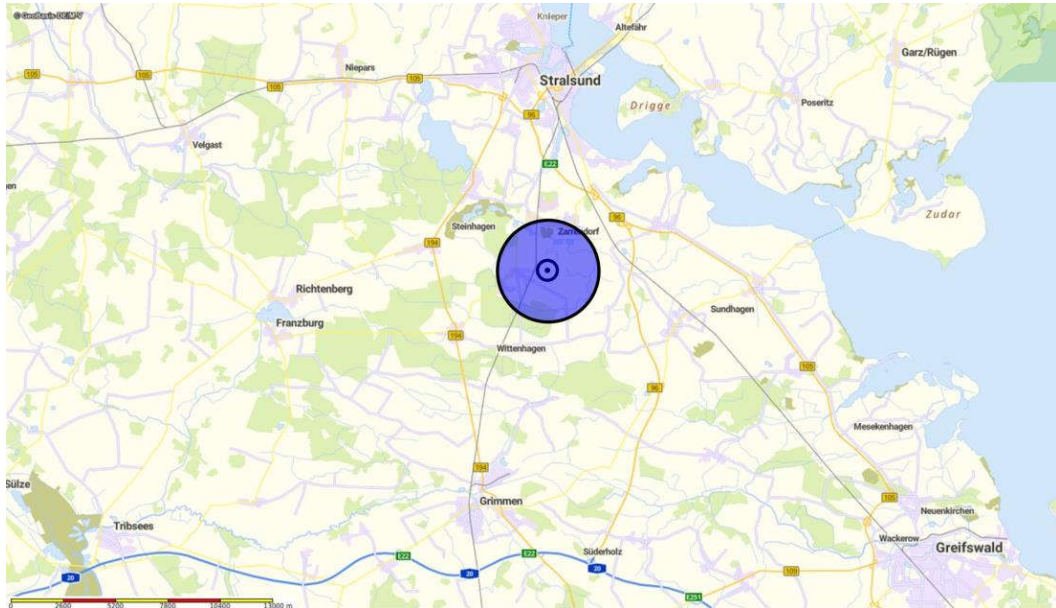 © GeoBasis-DE/M-V
Knieper
Altefähr
Garz/Rügen
Niepars
105
105
105
105
Stralsund
Drigge
Poseritz
96
Velgast
E22
Zudar
96
Steinhagen
194
Richtenberg
Sundhagen
Franzburg
194
Wittenhagen
105
96
Mesekenhagen
194
Sülze
Grimmen
105
Neuenkirchen
Tribsees
Wackerow
Greifswald
E22
E22
Süderholz
20
20
20
109
E251
0
2600
5200
7800
10400
13000 m